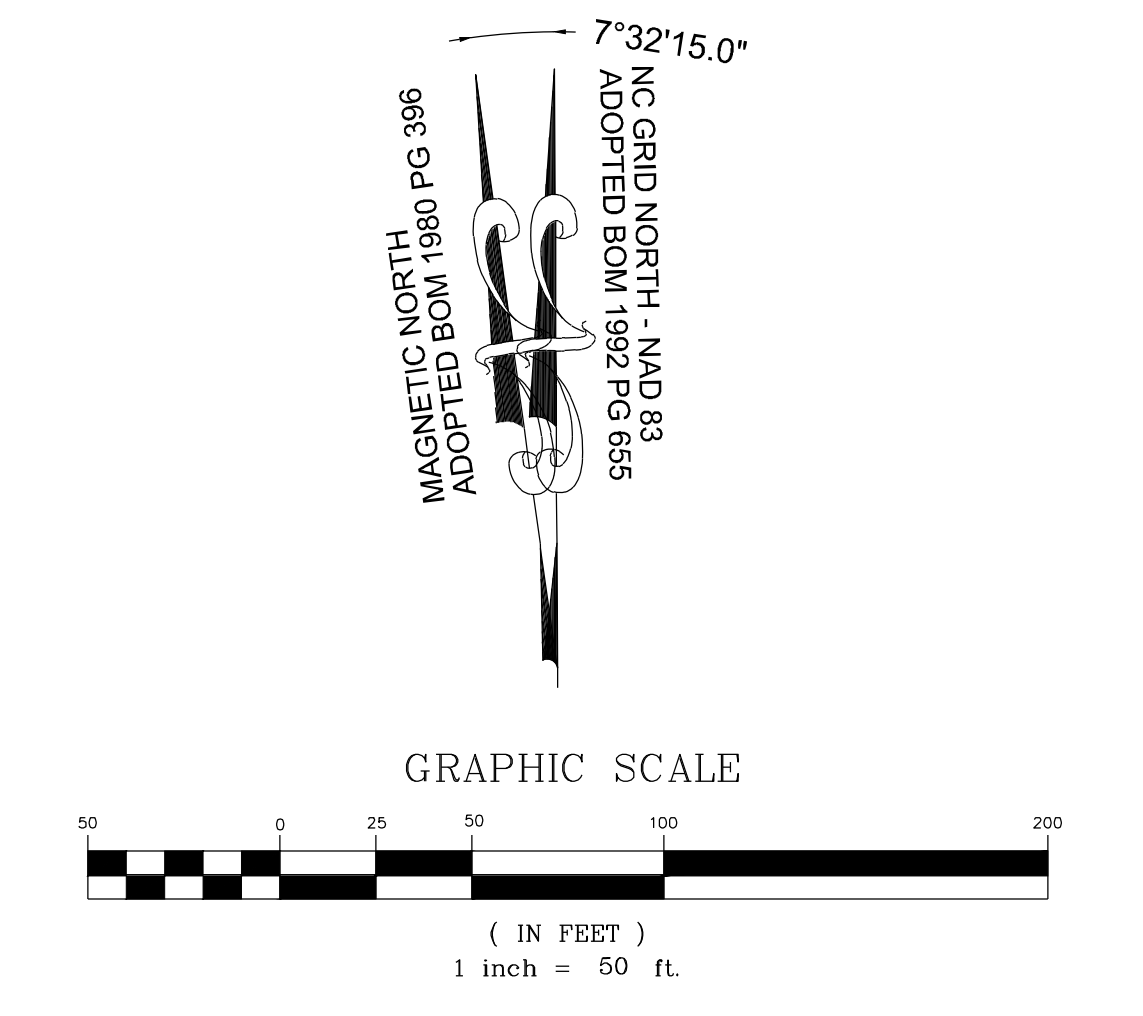 7°32'15.0"
MAGNETIC NORTH
ADOPTED BOM 1980 PG 396
NC GRID NORTH - NAD 83
ADOPTED BOM 1992 PG 655
GRAPHIC SCALE
50 0 25 50 100 200
( IN FEET )
1 inch = 50 ft.